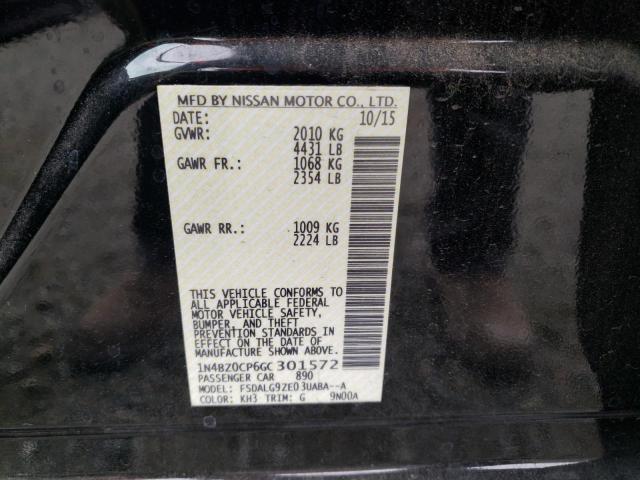 MFD BY NISSAN MOTOR CO., LTD.
DATE: 10/15
GVWR: 2010 KG
4431 LB
GAWR FR.: 1068 KG
2354 LB
GAWR RR.: 1009 KG
2224 LB
THIS VEHICLE CONFORMS TO
ALL APPLICABLE FEDERAL
MOTOR VEHICLE SAFETY,
BUMPER, AND THEFT
PREVENTION STANDARDS
IN EFFECT ON THE DATE OF
MANUFACTURE SHOWN ABOVE.
1N4BZ0CP6GC301572
PASSENGER CAR 890
MODEL: FSDALG9ZE03UABA--A
COLOR: KH3 TRIM: G 9N00A